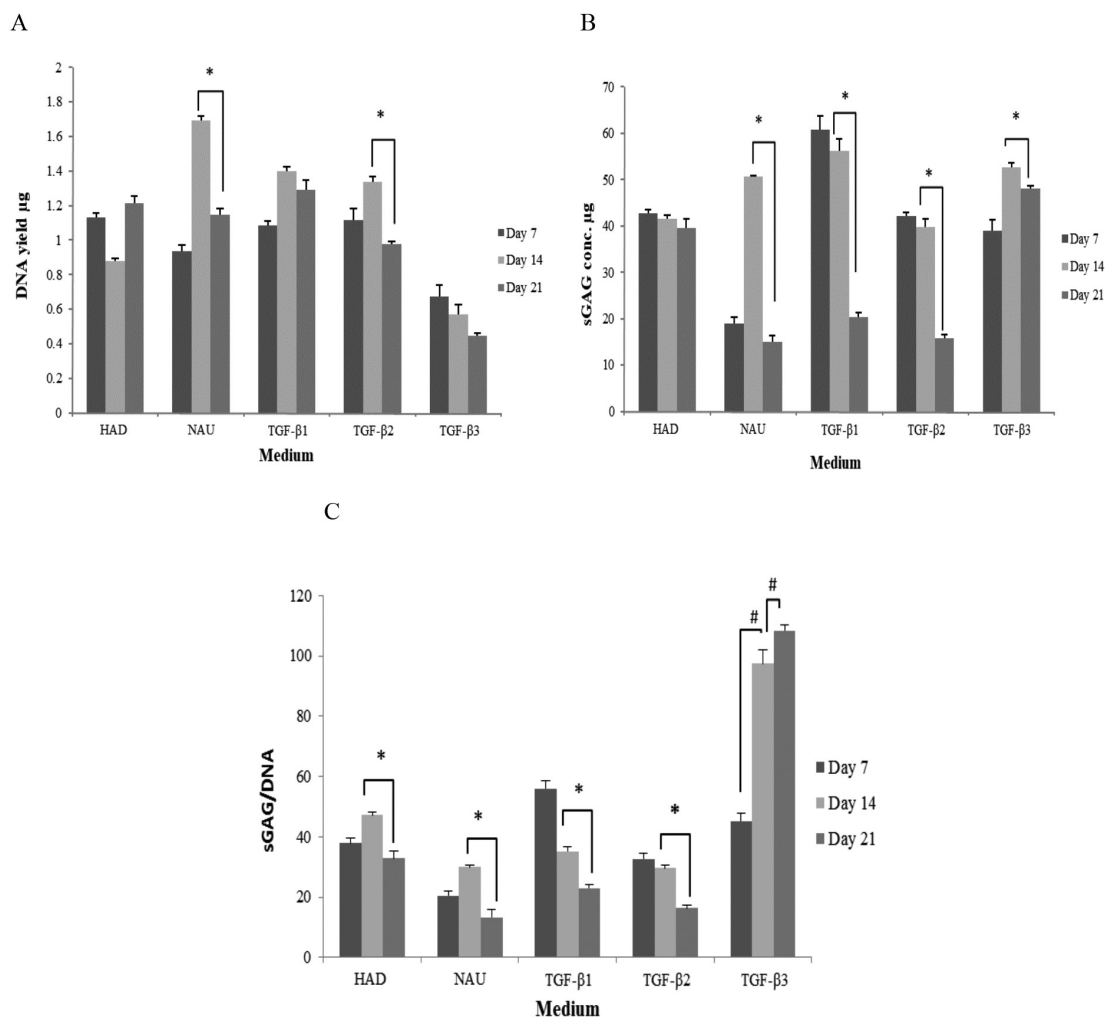 A
DNA yield µg
2
1.8
1.6
1.4
1.2
1
0.8
0.6
0.4
0.2
0
*
*
HAD
NAU
TGF-β1
TGF-β2
TGF-β3
Medium
Day 7
Day 14
Day 21
B
sGAG conc. µg
70
60
50
40
30
20
10
0
*
*
*
*
HAD
NAU
TGF-β1
TGF-β2
TGF-β3
Medium
Day 7
Day 14
Day 21
C
sGAG/DNA
120
100
80
60
40
20
0
*
*
*
*
#
#
HAD
NAU
TGF-β1
TGF-β2
TGF-β3
Medium
Day 7
Day 14
Day 21